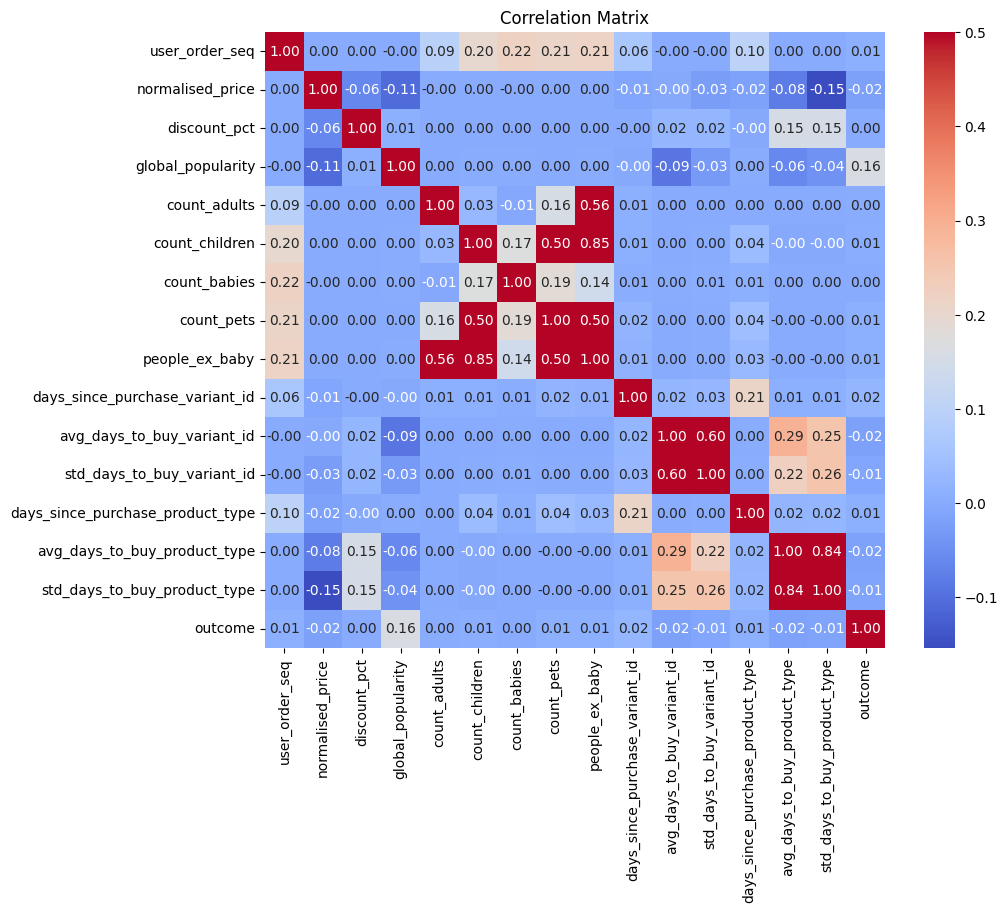 Correlation Matrix
user_order_seq 1.00 0.00 0.00 -0.00 0.09 0.20 0.22 0.21 0.21 0.06 -0.00 -0.00 0.10 0.00 0.00 0.01
normalised_price 0.00 1.00 -0.06 -0.11 -0.00 0.00 -0.00 0.00 0.00 -0.01 -0.00 -0.03 -0.02 -0.08 -0.15 -0.02
discount_pct 0.00 -0.06 1.00 0.01 0.00 0.00 0.00 0.00 0.00 -0.00 0.02 0.02 -0.00 0.15 0.15 0.00
global_popularity -0.00 -0.11 0.01 1.00 0.00 0.00 0.00 0.00 0.00 -0.00 -0.09 -0.03 0.00 -0.06 -0.04 0.16
count_adults 0.09 -0.00 0.00 0.00 1.00 0.03 -0.01 0.16 0.56 0.01 0.00 0.00 0.00 0.00 0.00 0.00
count_children 0.20 0.00 0.00 0.00 0.03 1.00 0.17 0.50 0.85 0.01 0.00 0.00 0.04 -0.00 -0.00 0.01
count_babies 0.22 -0.00 0.00 0.00 -0.01 0.17 1.00 0.19 0.14 0.01 0.00 0.01 0.01 0.00 0.00 0.00
count_pets 0.21 0.00 0.00 0.00 0.16 0.50 0.19 1.00 0.50 0.02 0.00 0.00 0.04 -0.00 -0.00 0.01
people_ex_baby 0.21 0.00 0.00 0.00 0.56 0.85 0.14 0.50 1.00 0.01 0.00 0.00 0.03 -0.00 -0.00 0.01
days_since_purchase_variant_id 0.06 -0.01 -0.00 -0.00 0.01 0.01 0.01 0.02 0.01 1.00 0.02 0.03 0.21 0.01 0.01 0.02
avg_days_to_buy_variant_id -0.00 -0.00 0.02 -0.09 0.00 0.00 0.00 0.00 0.00 0.02 1.00 0.60 0.00 0.29 0.25 -0.02
std_days_to_buy_variant_id -0.00 -0.03 0.02 -0.03 0.00 0.00 0.01 0.00 0.00 0.03 0.60 1.00 0.00 0.22 0.26 -0.01
days_since_purchase_product_type 0.10 -0.02 -0.00 0.00 0.00 0.04 0.01 0.04 0.03 0.21 0.00 0.00 1.00 0.02 0.02 0.01
avg_days_to_buy_product_type 0.00 -0.08 0.15 -0.06 0.00 -0.00 0.00 -0.00 -0.00 0.01 0.29 0.22 0.02 1.00 0.84 -0.02
std_days_to_buy_product_type 0.00 -0.15 0.15 -0.04 0.00 -0.00 0.00 -0.00 -0.00 0.01 0.25 0.26 0.02 0.84 1.00 -0.01
outcome 0.01 -0.02 0.00 0.16 0.00 0.01 0.00 0.01 0.01 0.02 -0.02 -0.01 0.01 -0.02 -0.01 1.00
user_order_seq
normalised_price
discount_pct
global_popularity
count_adults
count_children
count_babies
count_pets
people_ex_baby
days_since_purchase_variant_id
avg_days_to_buy_variant_id
std_days_to_buy_variant_id
days_since_purchase_product_type
avg_days_to_buy_product_type
std_days_to_buy_product_type
outcome
0.5
0.4
0.3
0.2
0.1
0.0
−0.1